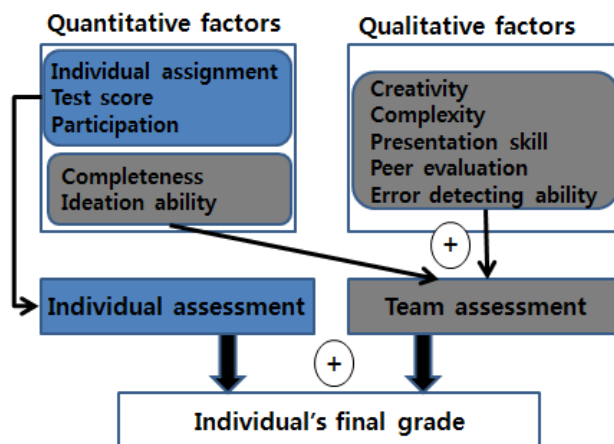 Quantitative factors
Individual assignment
Test score
Participation
Completeness
Ideation ability
Qualitative factors
Creativity
Complexity
Presentation skill
Peer evaluation
Error detecting ability
+
Individual assessment
Team assessment
+
Individual's final grade